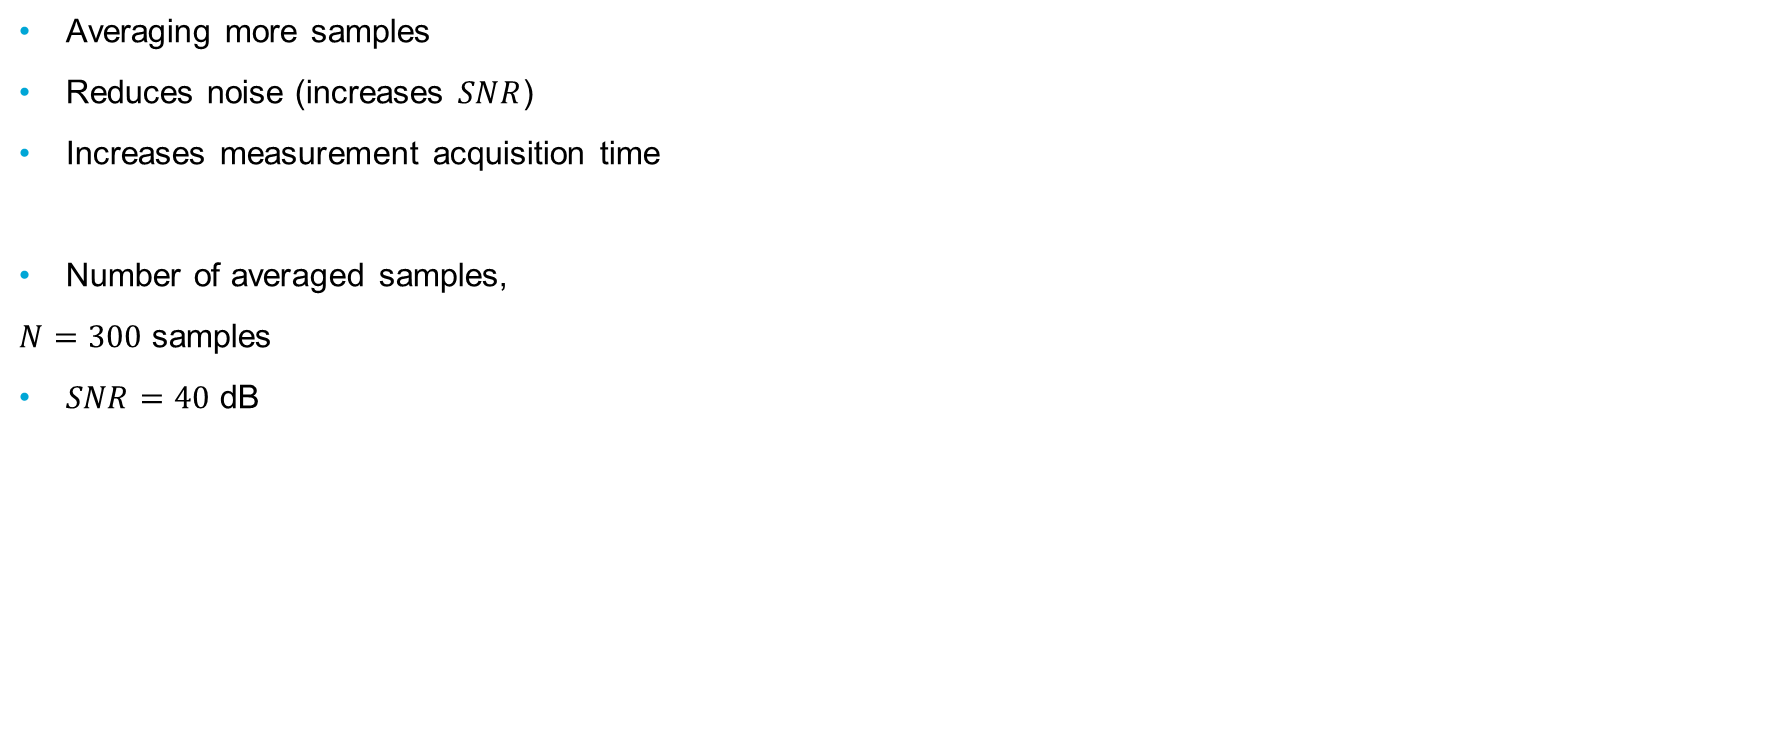 • Averaging more samples
• Reduces noise (increases SNR)
• Increases measurement acquisition time
• Number of averaged samples,
N = 300 samples
• SNR = 40 dB